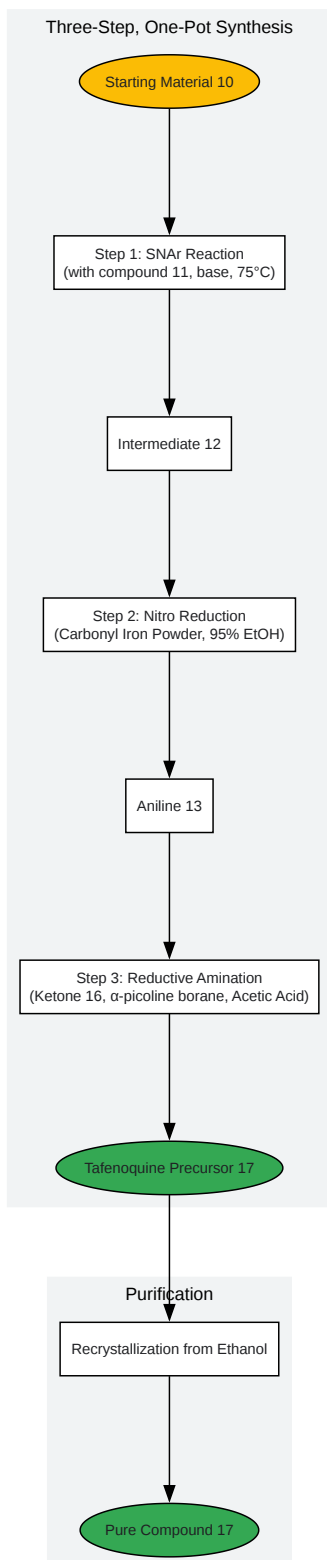 Three-Step, One-Pot Synthesis
Starting Material 10
Step 1: SNAr Reaction
(with compound 11, base, 75°C)
Intermediate 12
Step 2: Nitro Reduction
(Carbonyl Iron Powder, 95% EtOH)
Aniline 13
Step 3: Reductive Amination
(Ketone 16, α-picoline borane, Acetic Acid)
Tafenoquine Precursor 17
Purification
Recrystallization from Ethanol
Pure Compound 17